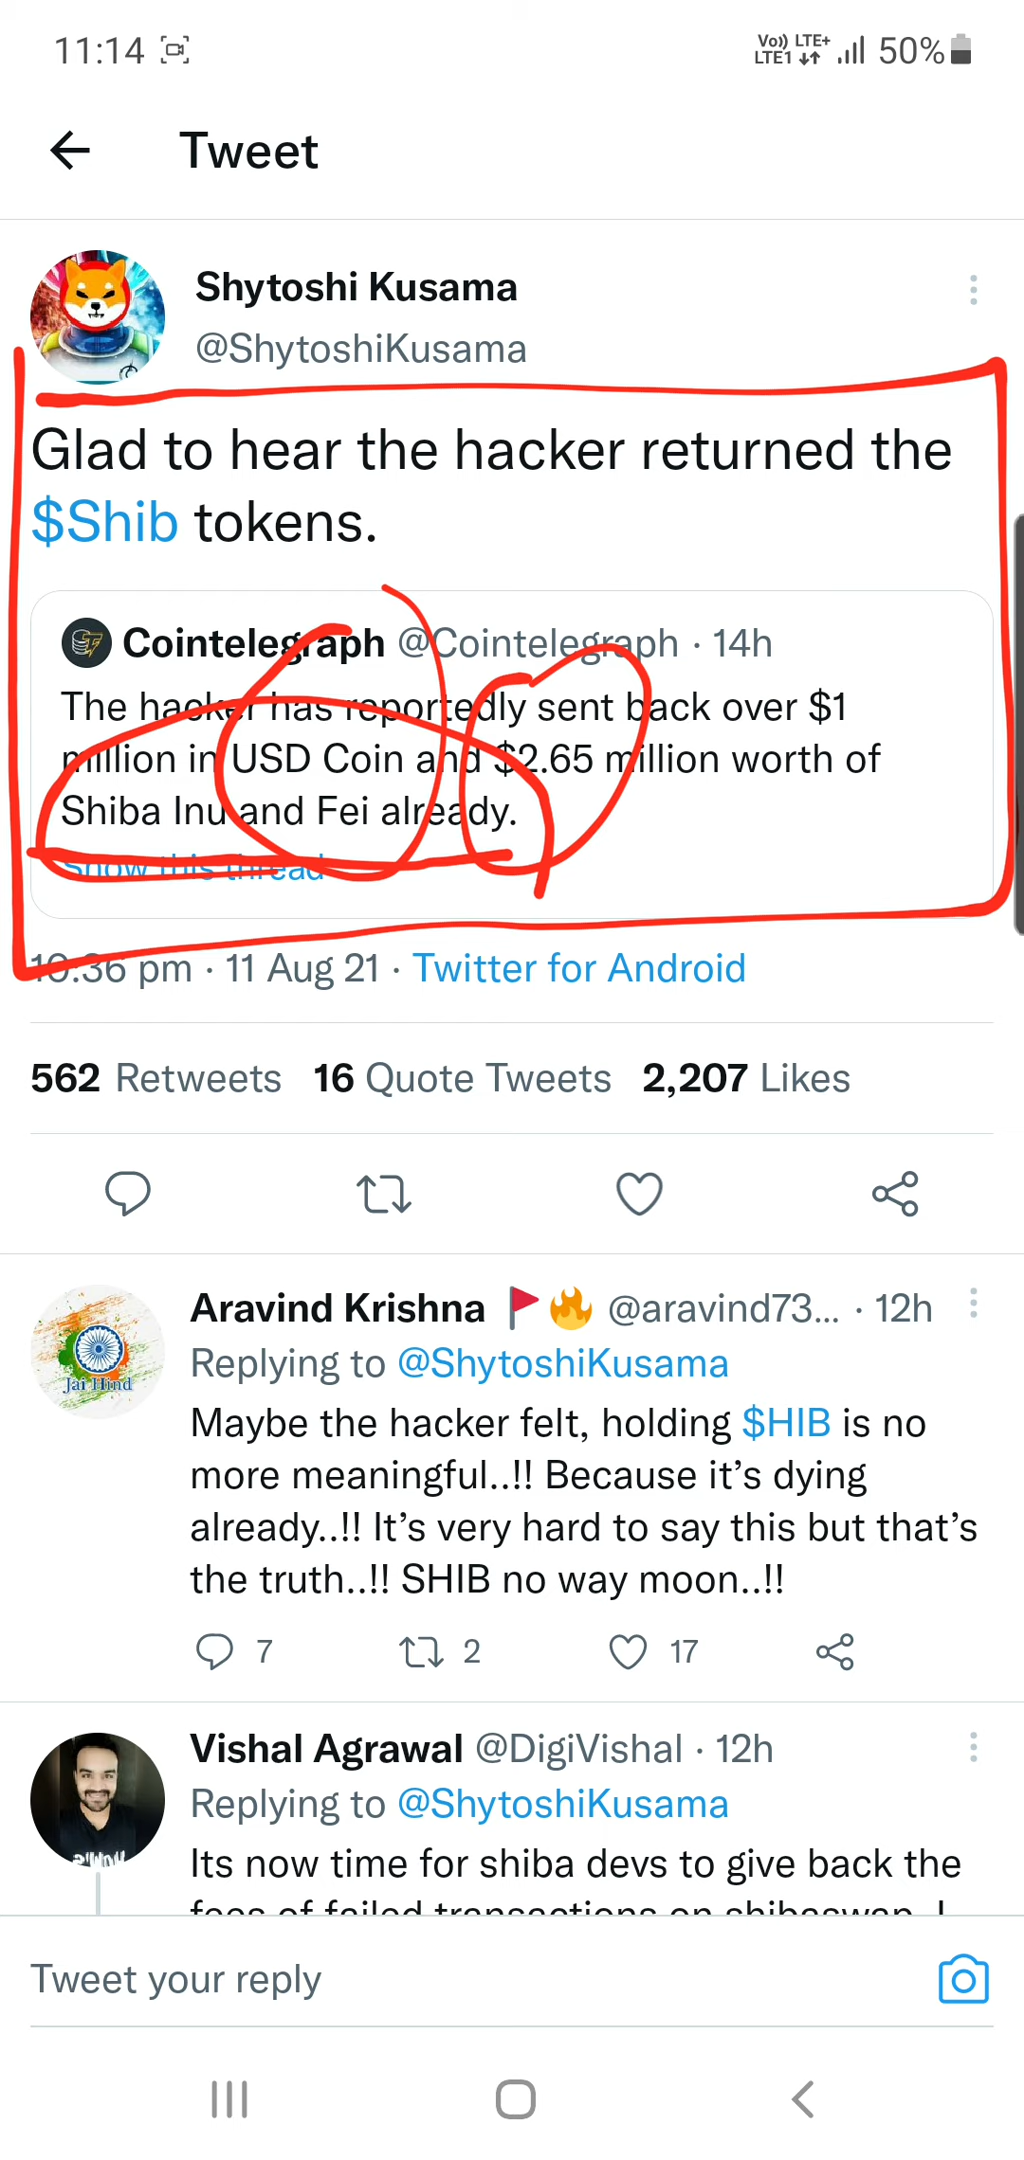 11:14
Vo)) LTE+
LTE1
50%
Tweet
Shytoshi Kusama
@ShytoshiKusama
Glad to hear the hacker returned the
$Shib tokens.
Cointelegraph @Cointelegraph · 14h
The hacker has reportedly sent back over $1
million in USD Coin and $2.65 million worth of
Shiba Inu and Fei already.
Show this thread
10:36 pm · 11 Aug 21 · Twitter for Android
562 Retweets 16 Quote Tweets 2,207 Likes
Aravind Krishna @aravind73... · 12h
Jai Hind
Replying to @ShytoshiKusama
Maybe the hacker felt, holding $HIB is no
more meaningful..!! Because it's dying
already..!! It's very hard to say this but that's
the truth..!! SHIB no way moon..!!
7 2 17
Vishal Agrawal @DigiVishal · 12h
Replying to @ShytoshiKusama
Its now time for shiba devs to give back the
fees of failed transactions on shibaswap. I
Tweet your reply